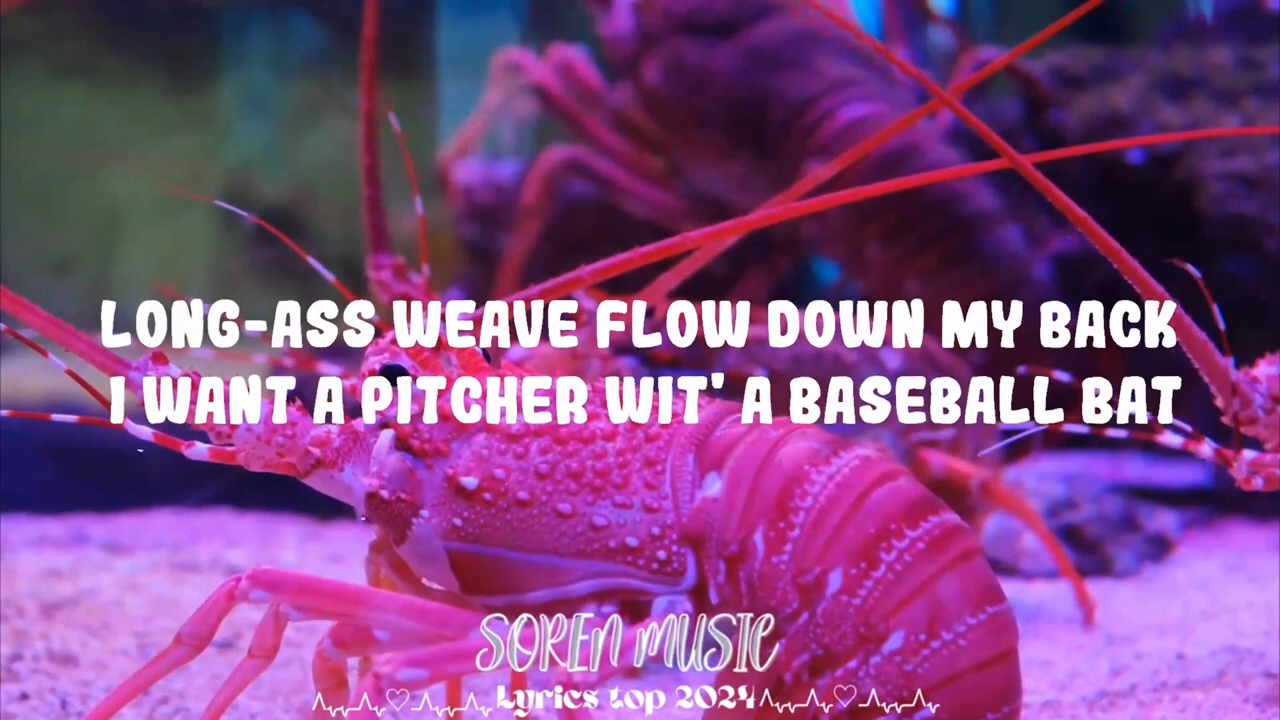 LONG-ASS WEAVE FLOW DOWN MY BACK
I WANT A PITCHER WIT' A BASEBALL BAT
SOREN MUSIC
Lyrics top 2024